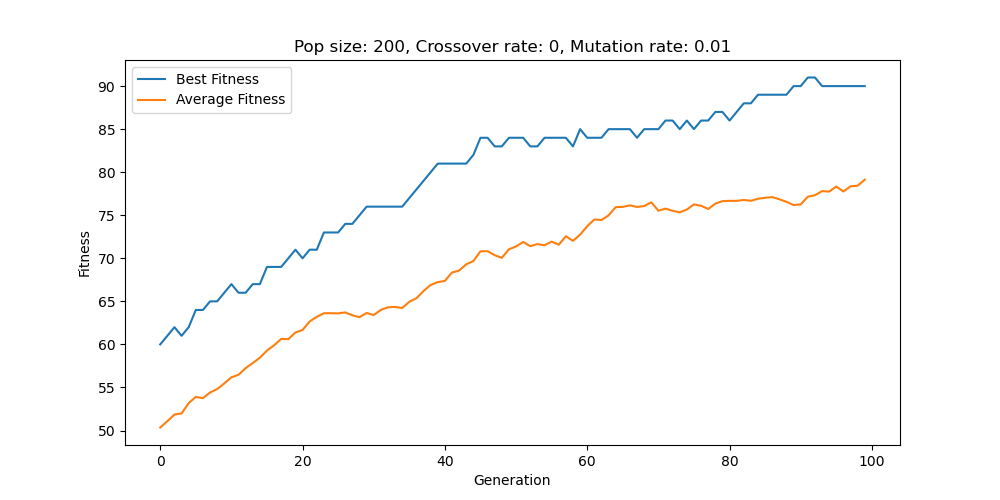 Pop size: 200, Crossover rate: 0, Mutation rate: 0.01
Best Fitness
Average Fitness
90
85
80
75
70
65
60
55
50
Fitness
0 20 40 60 80 100
Generation